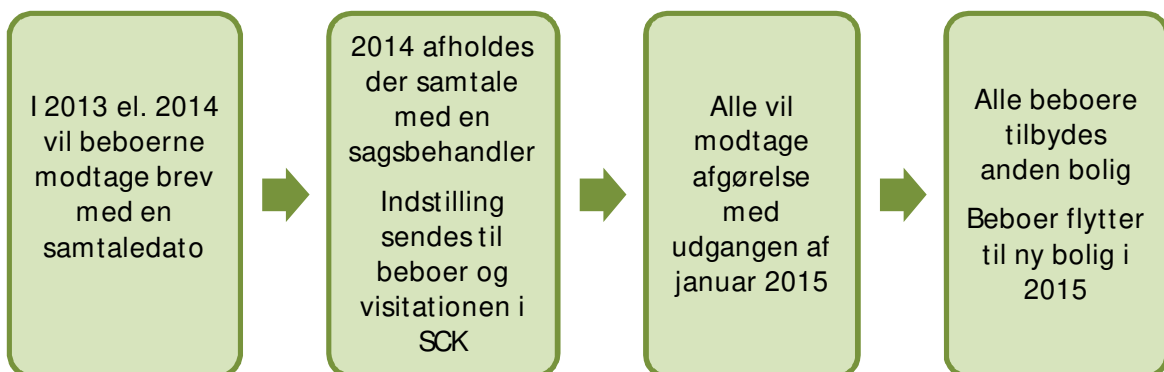 I 2013 el. 2014
vil beboerne
modtage brev
med en
samtaledato
2014 afholdes
der samtale
med en
sagsbehandler
Indstilling
sendes til
beboer og
visitationen i
SCK
Alle vil
modtage
afgørelse
med
udgangen af
januar 2015
Alle beboere
tilbydes
anden bolig
Beboer flytter
til ny bolig i
2015